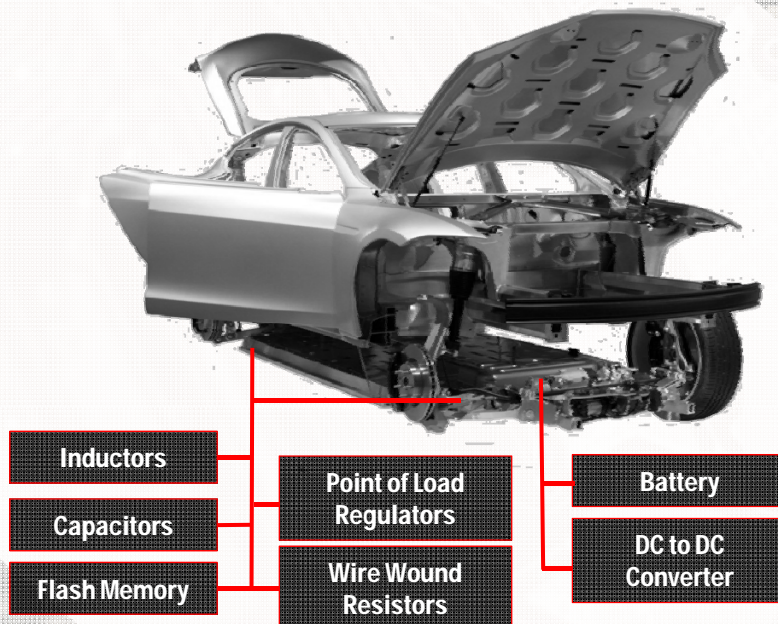 Inductors
Capacitors
Flash Memory
Point of Load
Regulators
Wire Wound
Resistors
Battery
DC to DC
Converter